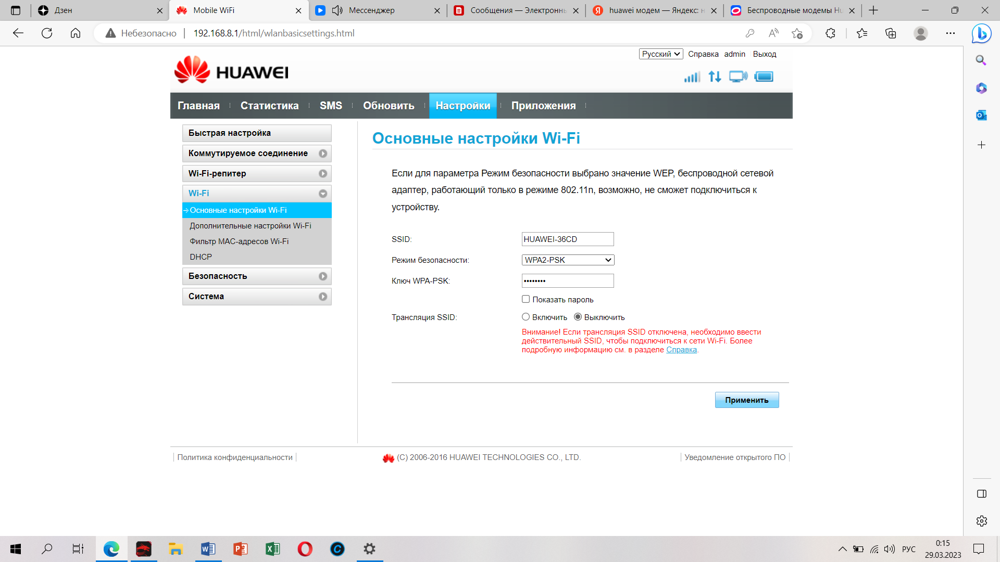 Дзен
Mobile WiFi
Мессенджер
Сообщения — Электроннь
huawei модем — Яндекс: н
Беспроводные модемы Hu
Небезопасно
192.168.8.1/html/wlanbasicsettings.html
Русский
Справка
admin
Выход
HUAWEI
Главная
Статистика
SMS
Обновить
Настройки
Приложения
Быстрая настройка
Коммутируемое соединение
Wi-Fi-репитер
Wi-Fi
Основные настройки Wi-Fi
Дополнительные настройки Wi-Fi
Фильтр MAC-адресов Wi-Fi
DHCP
Безопасность
Система
Основные настройки Wi-Fi
Если для параметра Режим безопасности выбрано значение WEP, беспроводной сетевой
адаптер, работающий только в режиме 802.11n, возможно, не сможет подключиться к
устройству.
SSID:
HUAWEI-36CD
Режим безопасности:
WPA2-PSK
Ключ WPA-PSK:
••••••••
Показать пароль
Трансляция SSID:
Включить
Выключить
Внимание! Если трансляция SSID отключена, необходимо ввести
действительный SSID, чтобы подключиться к сети Wi-Fi. Более
подробную информацию см. в разделе Справка.
Применить
Политика конфиденциальности
(C) 2006-2016 HUAWEI TECHNOLOGIES CO., LTD.
Уведомление открытого ПО
РУС
0:15
29.03.2023